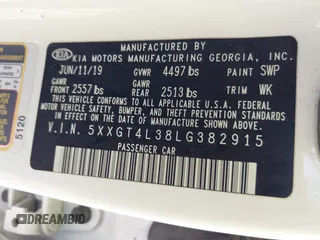 MANUFACTURED BY
KIA KIA MOTORS MANUFACTURING GEORGIA, INC.
JUN/11/19 GVWR 4497 lbs PAINT SWP
GAWR FRONT 2557 lbs GAWR REAR 2513 lbs TRIM WK
THIS VEHICLE CONFORMS TO ALL APPLICABLE FEDERAL MOTOR VEHICLE SAFETY, BUMPER, AND THEFT PREVENTION STANDARDS IN EFFECT ON THE DATE OF MANUFACTURE SHOWN ABOVE.
V.I.N. 5XXGT4L38LG382915
PASSENGER CAR
5120
DREAMBID